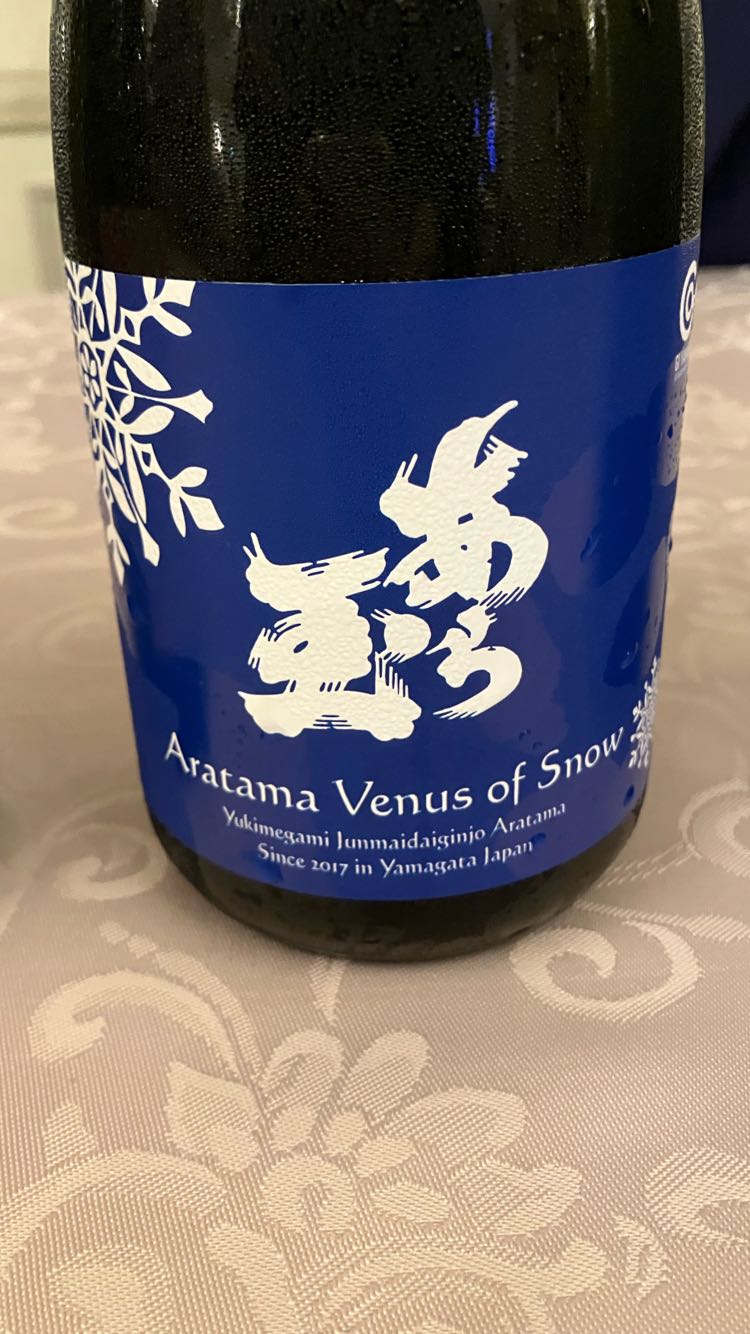 あら玉
Aratama Venus of Snow
Yukimegami Junmaidaiginjo Aratama
Since 2017 in Yamagata Japan